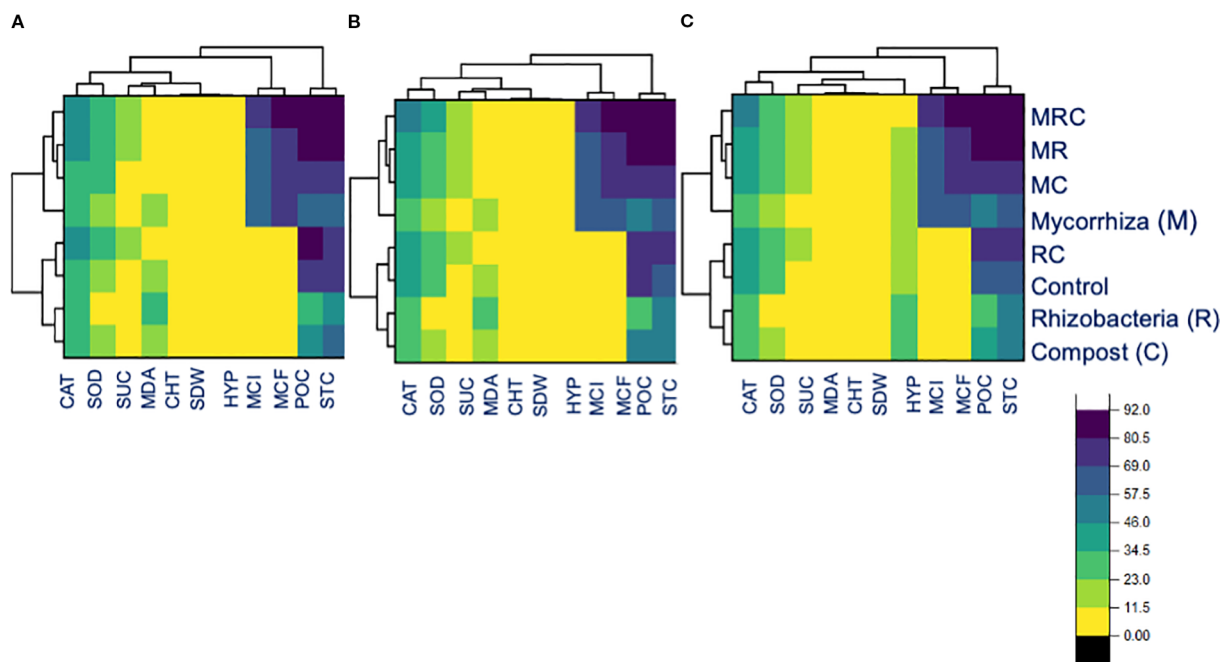 A
B
C
MRC
MR
MC
Mycorrhiza (M)
RC
Control
Rhizobacteria (R)
Compost (C)
CAT SOD SUC MDA CHT SDW HYP MCI MCF POC STC
CAT SOD SUC MDA CHT SDW HYP MCI MCF POC STC
CAT SOD SUC MDA CHT SDW HYP MCI MCF POC STC
92.0
80.5
69.0
57.5
46.0
34.5
23.0
11.5
0.00